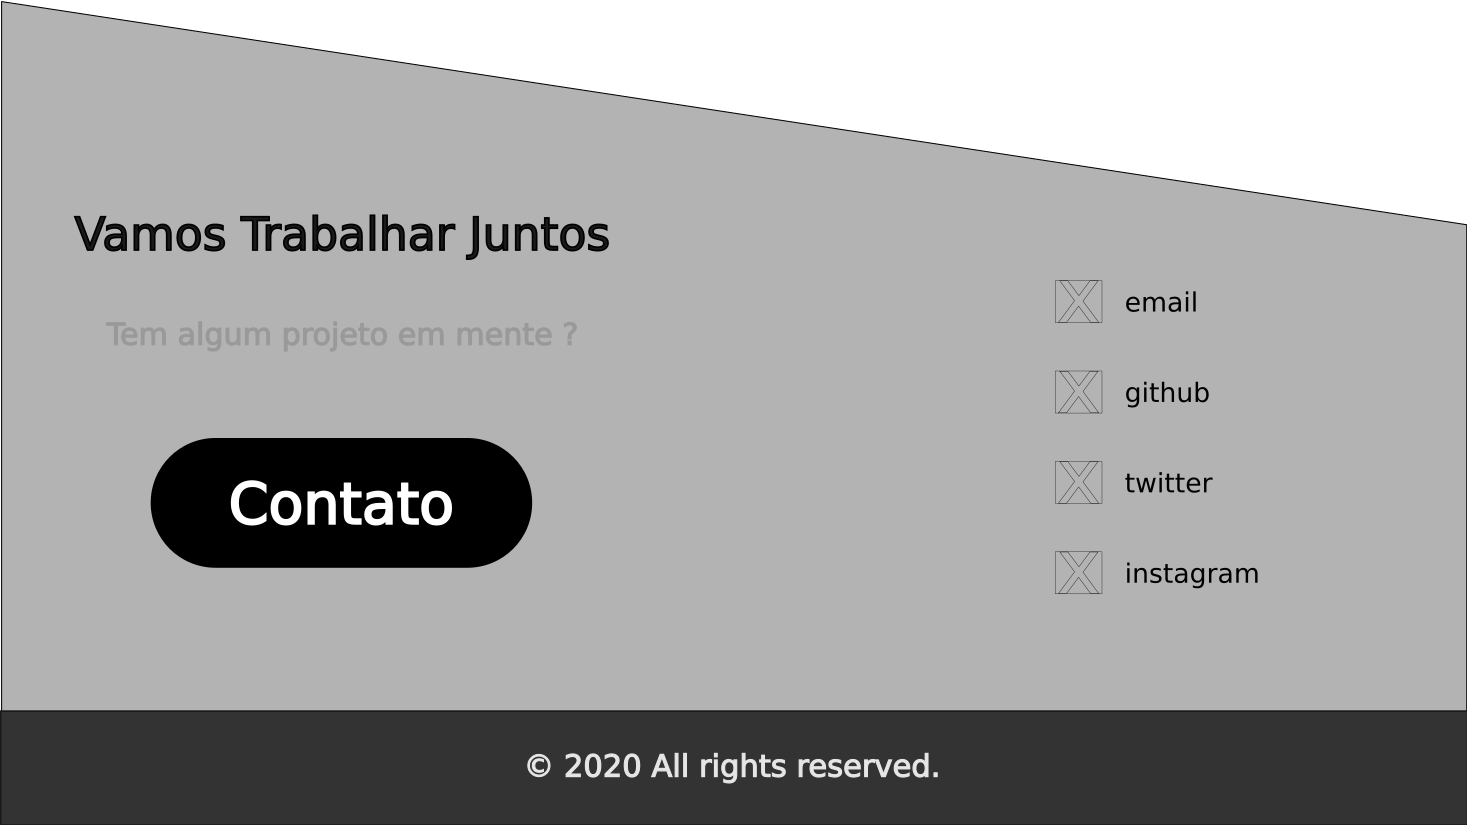 Vamos Trabalhar Juntos
Tem algum projeto em mente ?
Contato
email
github
twitter
instagram
© 2020 All rights reserved.